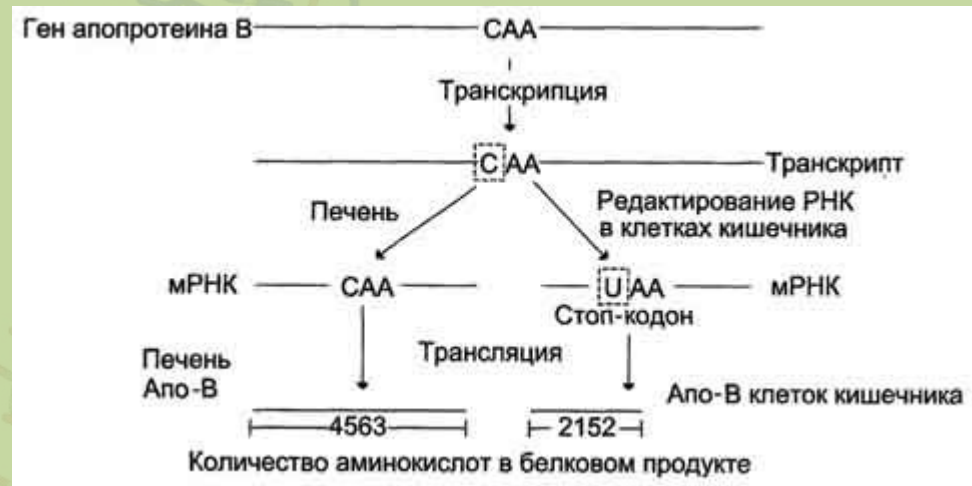 Ген апопротеина В
САА
Транскрипция
САА
Транскрипт
Печень
Редактирование РНК
в клетках кишечника
мРНК
САА
UАА
мРНК
Стоп-кодон
Печень
Апо-В
Трансляция
Апо-В клеток кишечника
4563
2152
Количество аминокислот в белковом продукте